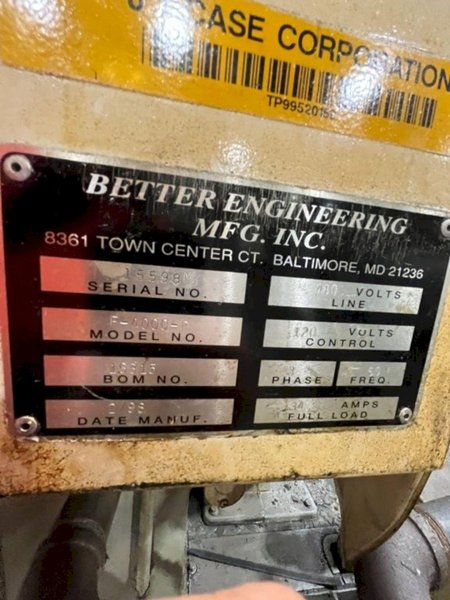 CASE CORPORATION
BETTER ENGINEERING
MFG. INC.
8361 TOWN CENTER CT. BALTIMORE, MD 21236
SERIAL NO.
VOLTS
LINE
MODEL NO.
120 VOLTS
CONTROL
BOM NO.
PHASE
FREQ.
DATE MANUF.
AMPS
FULL LOAD